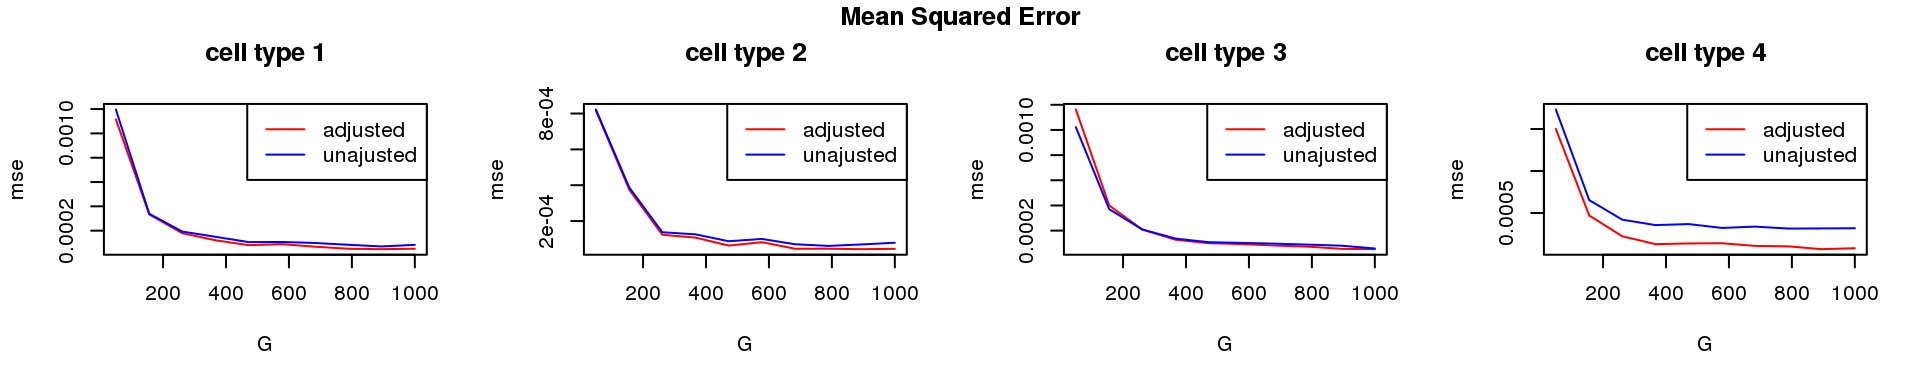 Mean Squared Error
cell type 1
mse
0.0002 0.0010
adjusted
unajusted
200 400 600 800 1000
G
cell type 2
mse
2e-04 8e-04
adjusted
unajusted
200 400 600 800 1000
G
cell type 3
mse
0.0002 0.0010
adjusted
unajusted
200 400 600 800 1000
G
cell type 4
mse
0.0005
adjusted
unajusted
200 400 600 800 1000
G